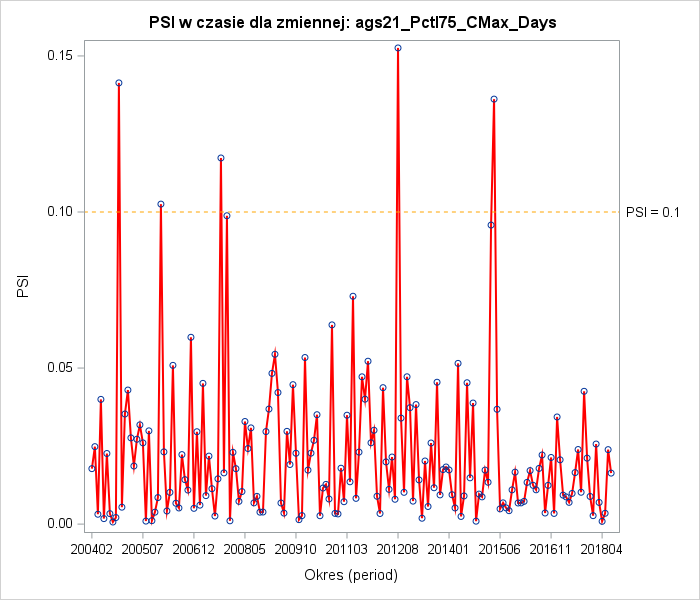 PSI w czasie dla zmiennej: ags21_Pctl75_CMax_Days
0.15
0.10
PSI = 0.1
PSI
0.05
0.00
200402 200507 200612 200805 200910 201103 201208 201401 201506 201611 201804
Okres (period)